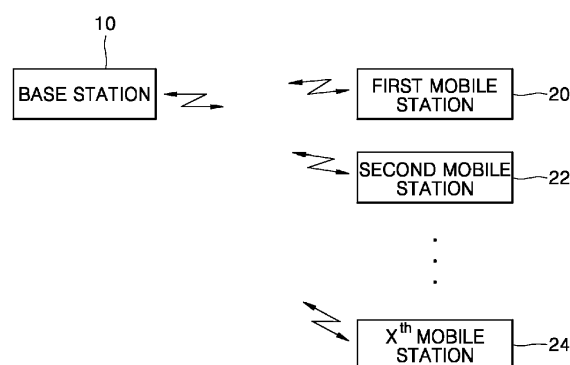 10
BASE STATION
FIRST MOBILE
STATION
20
SECOND MOBILE
STATION
22
Xth MOBILE
STATION
24